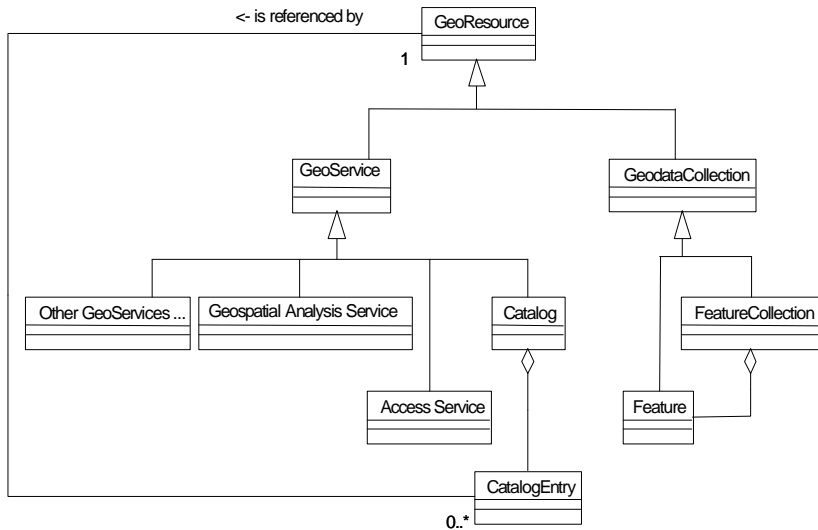 <- is referenced by
GeoResource
1
GeoService
GeodataCollection
Other GeoServices ...
Geospatial Analysis Service
Catalog
FeatureCollection
Access Service
Feature
CatalogEntry
0..*